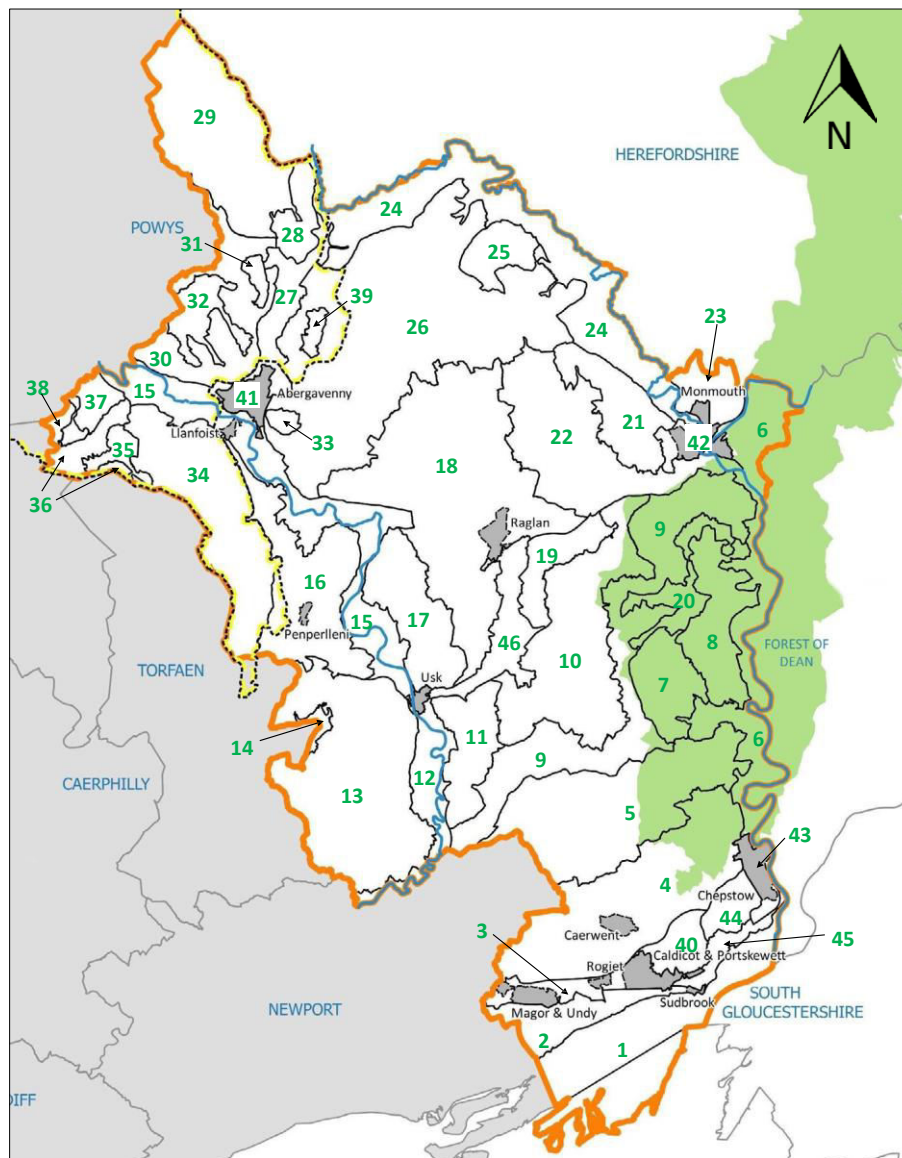 29
N
HEREFORDSHIRE
24
POWYS
28
25
31
32
27
39
26
24
23
30
Monmouth
38
37
15
41
Abergavenny
6
Llanfoist
33
22
21
42
35
34
18
36
Raglan
9
19
16
20
15
17
8
FOREST OF
DEAN
Penperlleni
46
10
TORFAEN
7
Usk
14
11
6
9
CAERPHILLY
12
13
5
43
4
Chepstow
44
3
Caerwent
40
45
Caldicot & Portskewett
Rogiet
Magor & Undy
Sudbrook
SOUTH
GLOUCESTERSHIRE
NEWPORT
2
1
DIFF